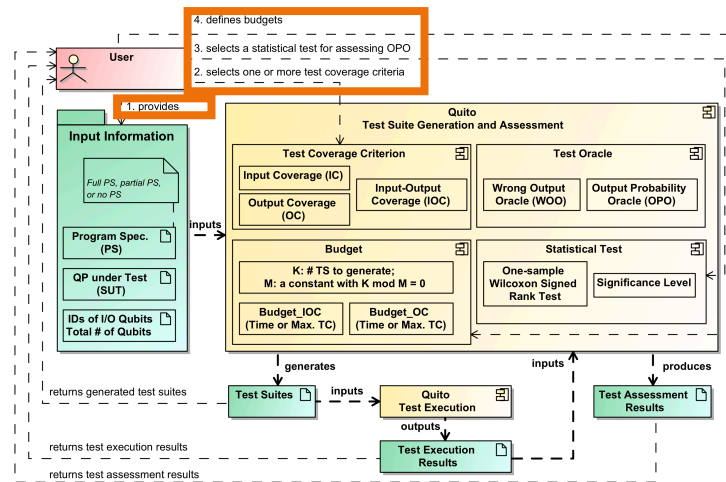 4. defines budgets
3. selects a statistical test for assessing OPO
User
2. selects one or more test coverage criteria
1. provides
Input Information
Full PS, partial PS,
or no PS
Program Spec.
(PS)
QP under Test
(SUT)
IDs of I/O Qubits
Total # of Qubits
inputs
Quito
Test Suite Generation and Assessment
Test Coverage Criterion
Input Coverage (IC)
Output Coverage
(OC)
Input-Output
Coverage (IOC)
Test Oracle
Wrong Output
Oracle (WOO)
Output Probability
Oracle (OPO)
Budget
K: # TS to generate;
M: a constant with K mod M = 0
Budget_IOC
(Time or Max. TC)
Budget_OC
(Time or Max. TC)
Statistical Test
One-sample
Wilcoxon Signed
Rank Test
Significance Level
generates
inputs
produces
returns generated test suites
Test Suites
inputs
Quito
Test Execution
Test Assessment
Results
outputs
returns test execution results
Test Execution
Results
returns test assessment results